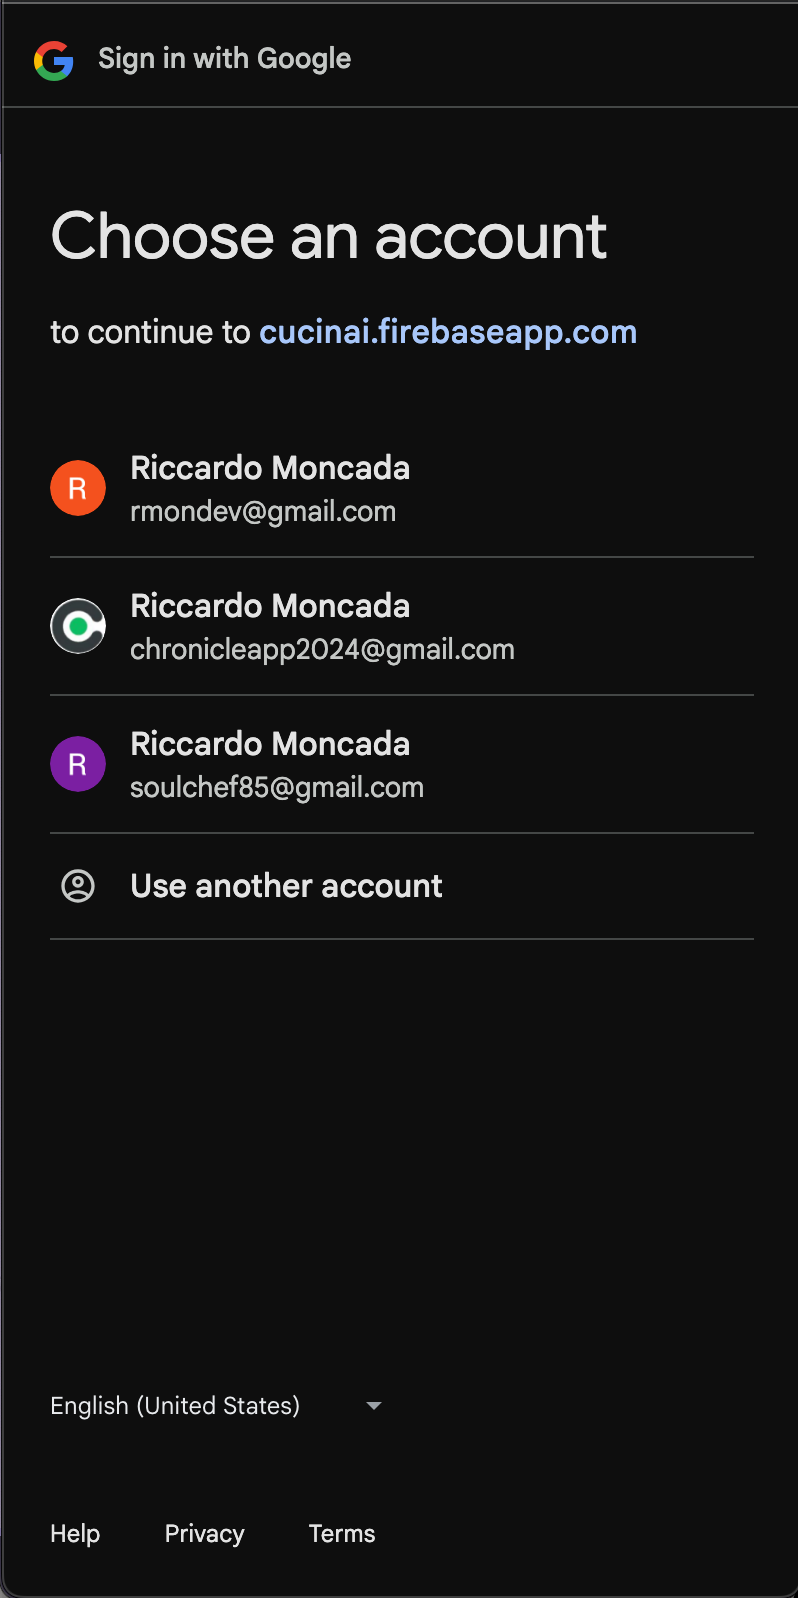 Sign in with Google
Choose an account
to continue to cucinai.firebaseapp.com
R
Riccardo Moncada
rmondev@gmail.com
Riccardo Moncada
chronicleapp2024@gmail.com
R
Riccardo Moncada
soulchef85@gmail.com
Use another account
English (United States)
Help Privacy Terms